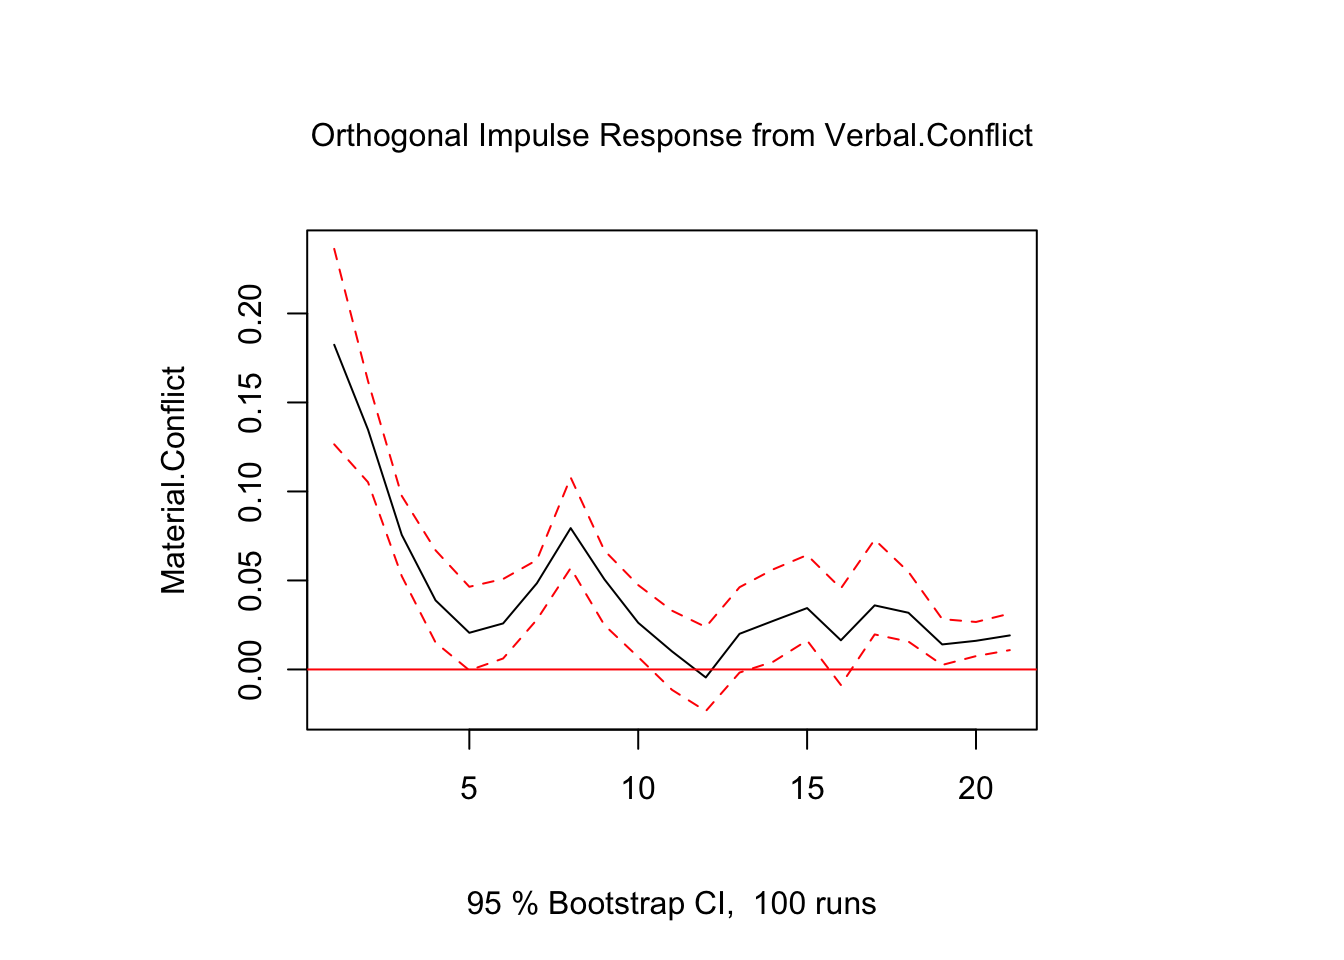 Orthogonal Impulse Response from Verbal.Conflict
Material.Conflict
0.20
0.15
0.10
0.05
0.00
5 10 15 20
95 % Bootstrap CI,  100 runs